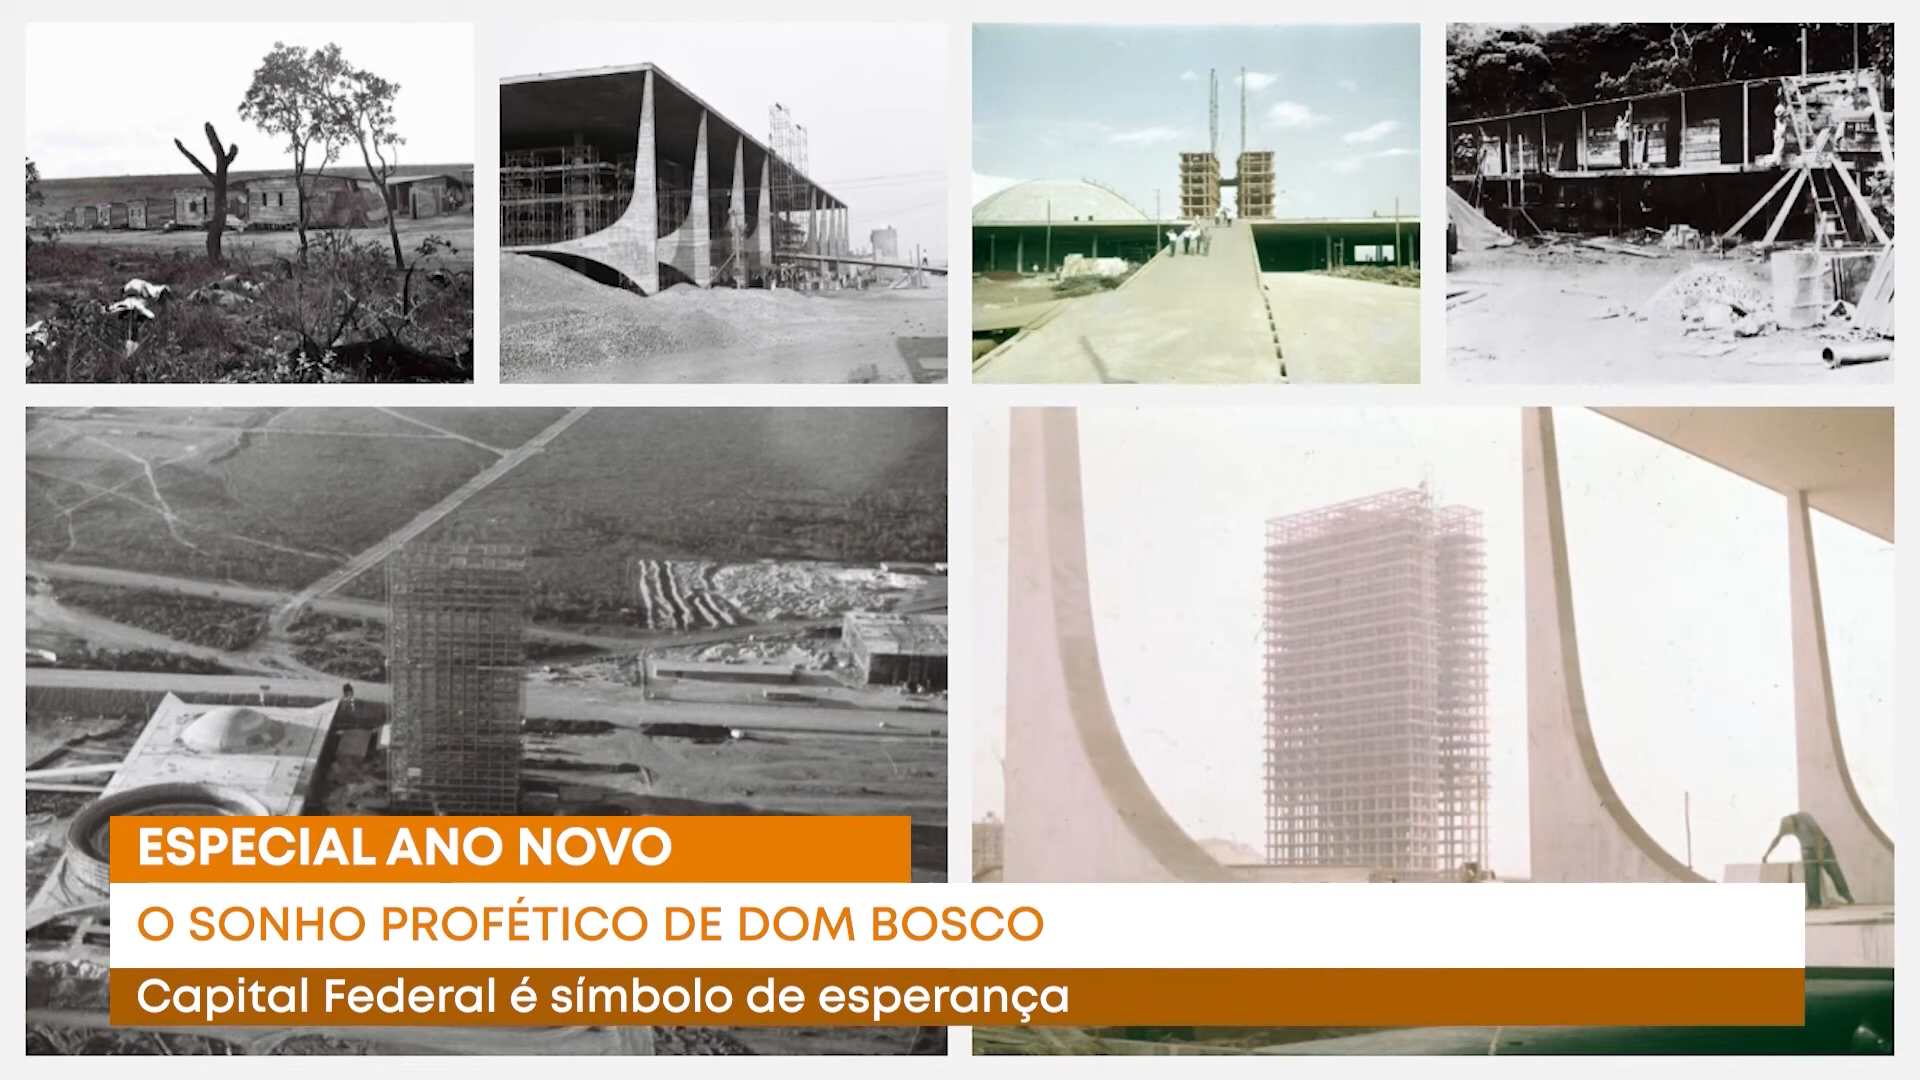 ESPECIAL ANO NOVO
O SONHO PROFÉTICO DE DOM BOSCO
Capital Federal é símbolo de esperança